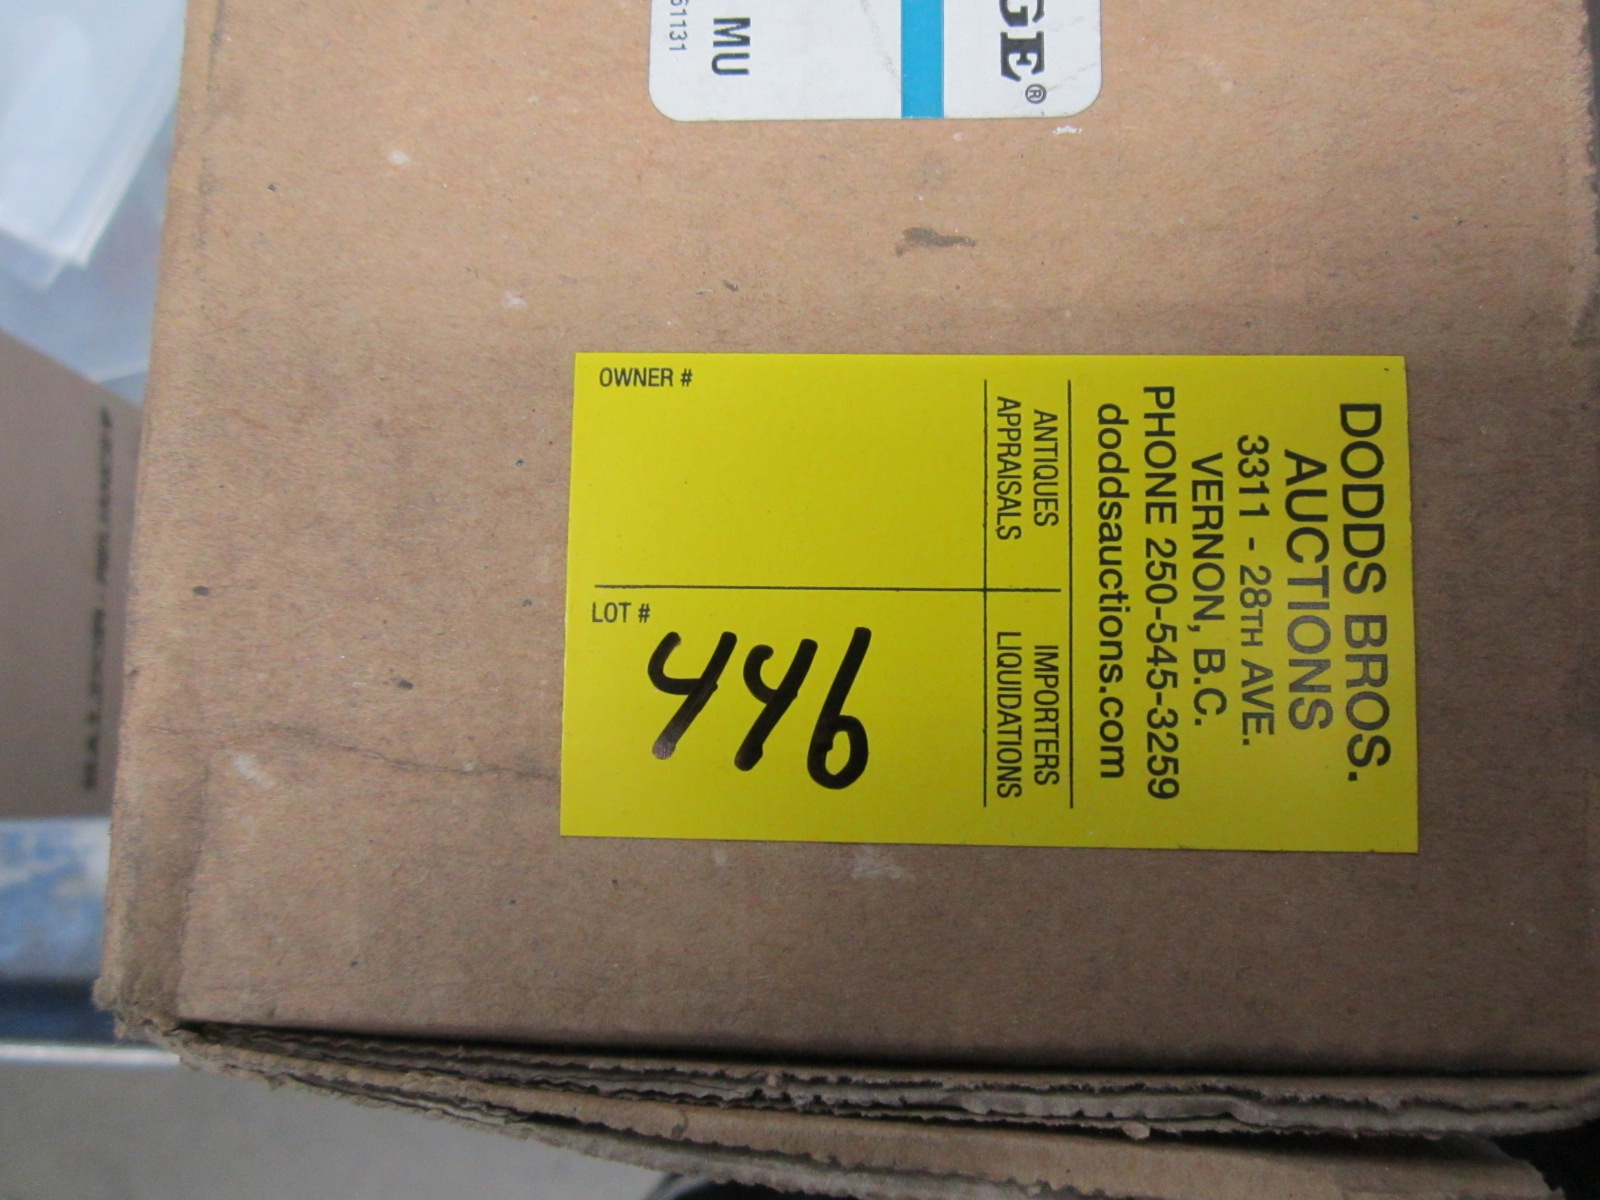 GE®
MU
61131
DODDS BROS.
AUCTIONS
3311 - 28TH AVE.
VERNON, B.C.
PHONE 250-545-3259
doddsauctions.com
ANTIQUES
APPRAISALS
IMPORTERS
LIQUIDATIONS
OWNER #
LOT #
446